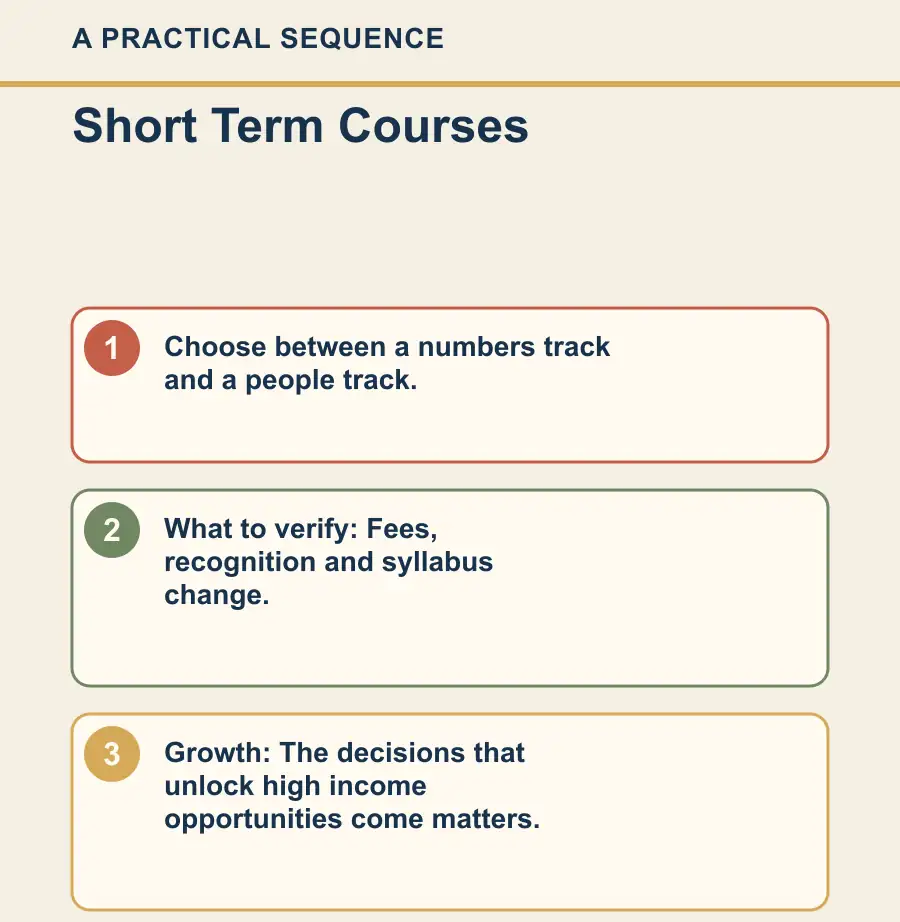 A PRACTICAL SEQUENCE
Short Term Courses
1
Choose between a numbers track
and a people track.
2
What to verify: Fees,
recognition and syllabus
change.
3
Growth: The decisions that
unlock high income
opportunities come matters.